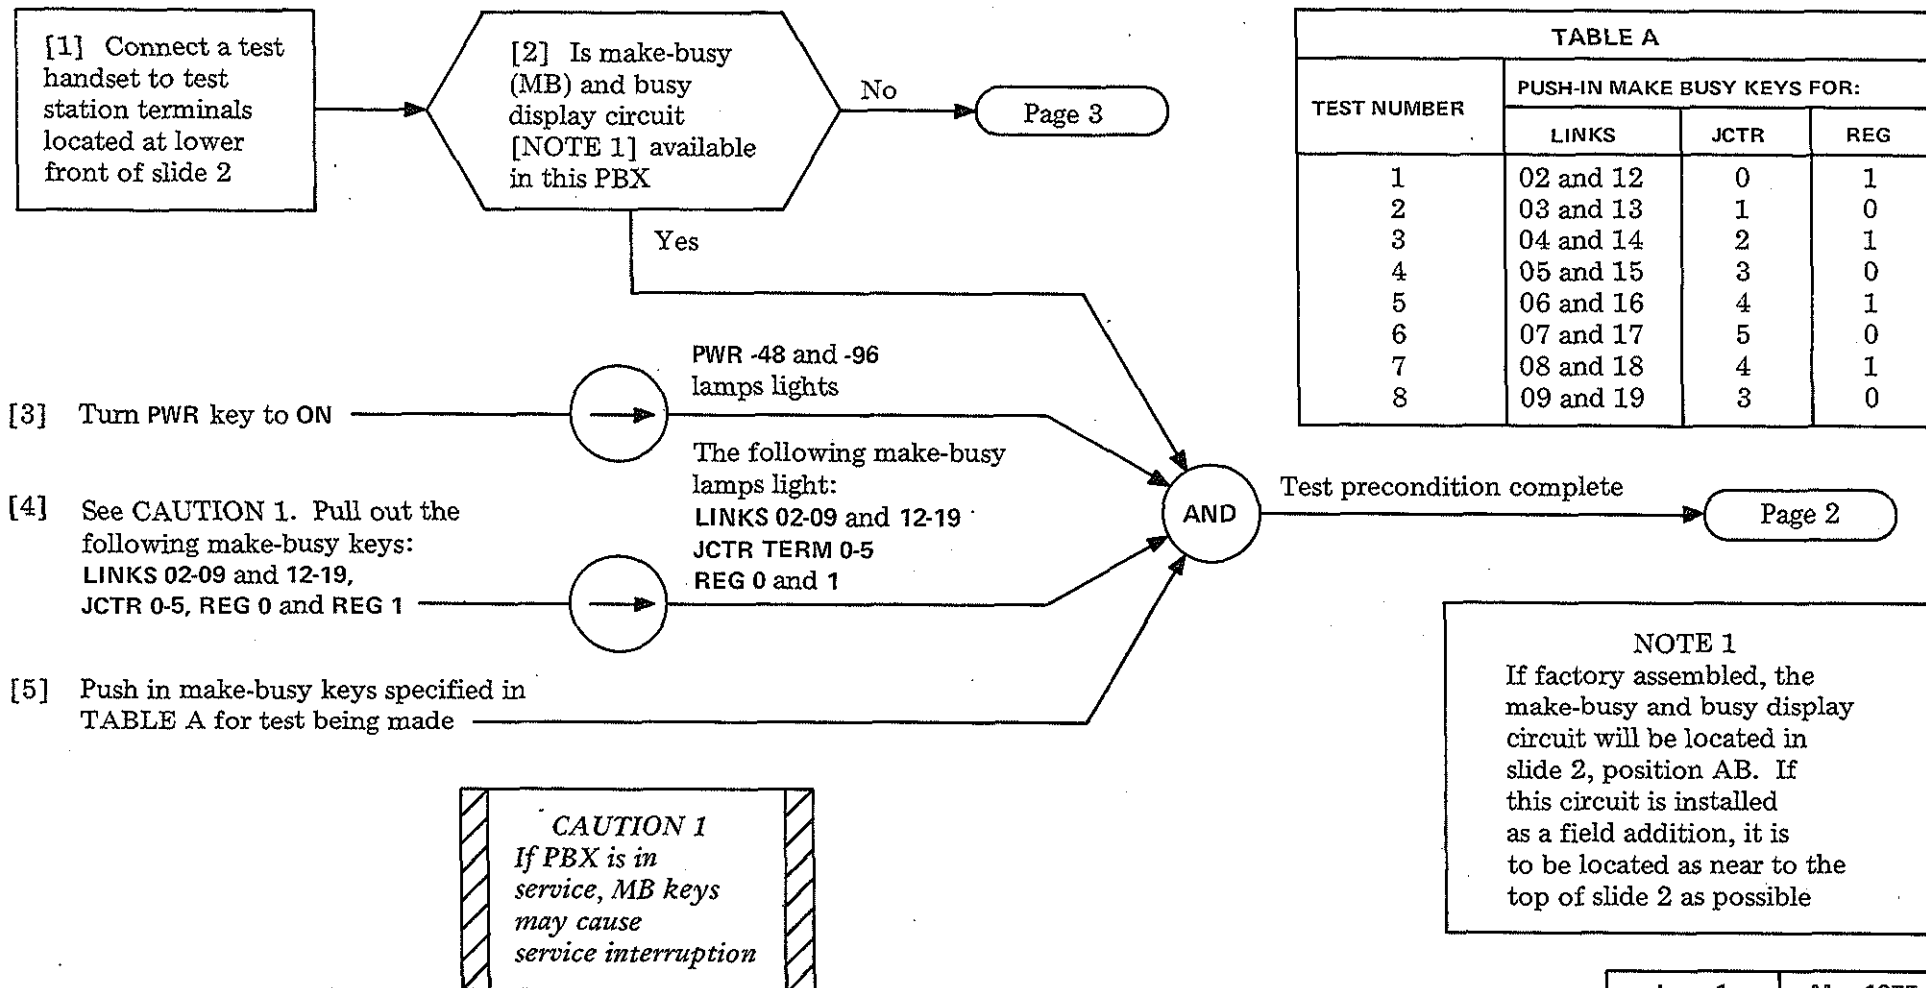 [1] Connect a test
handset to test
station terminals
located at lower
front of slide 2
[2] Is make-busy
(MB) and busy
display circuit
[NOTE 1] available
in this PBX
No
Page 3
Yes
TABLE A
TEST NUMBER
PUSH-IN MAKE BUSY KEYS FOR:
LINKS JCTR REG
1 02 and 12 0 1
2 03 and 13 1 0
3 04 and 14 2 1
4 05 and 15 3 0
5 06 and 16 4 1
6 07 and 17 5 0
7 08 and 18 4 1
8 09 and 19 3 0
[3] Turn PWR key to ON
PWR -48 and -96
lamps lights
[4] See CAUTION 1. Pull out the
following make-busy keys:
LINKS 02-09 and 12-19,
JCTR 0-5, REG 0 and REG 1
The following make-busy
lamps light:
LINKS 02-09 and 12-19
JCTR TERM 0-5
REG 0 and 1
AND
Test precondition complete
Page 2
[5] Push in make-busy keys specified in
TABLE A for test being made
NOTE 1
If factory assembled, the
make-busy and busy display
circuit will be located in
slide 2, position AB. If
this circuit is installed
as a field addition, it is
to be located as near to the
top of slide 2 as possible
CAUTION 1
If PBX is in
service, MB keys
may cause
service interruption